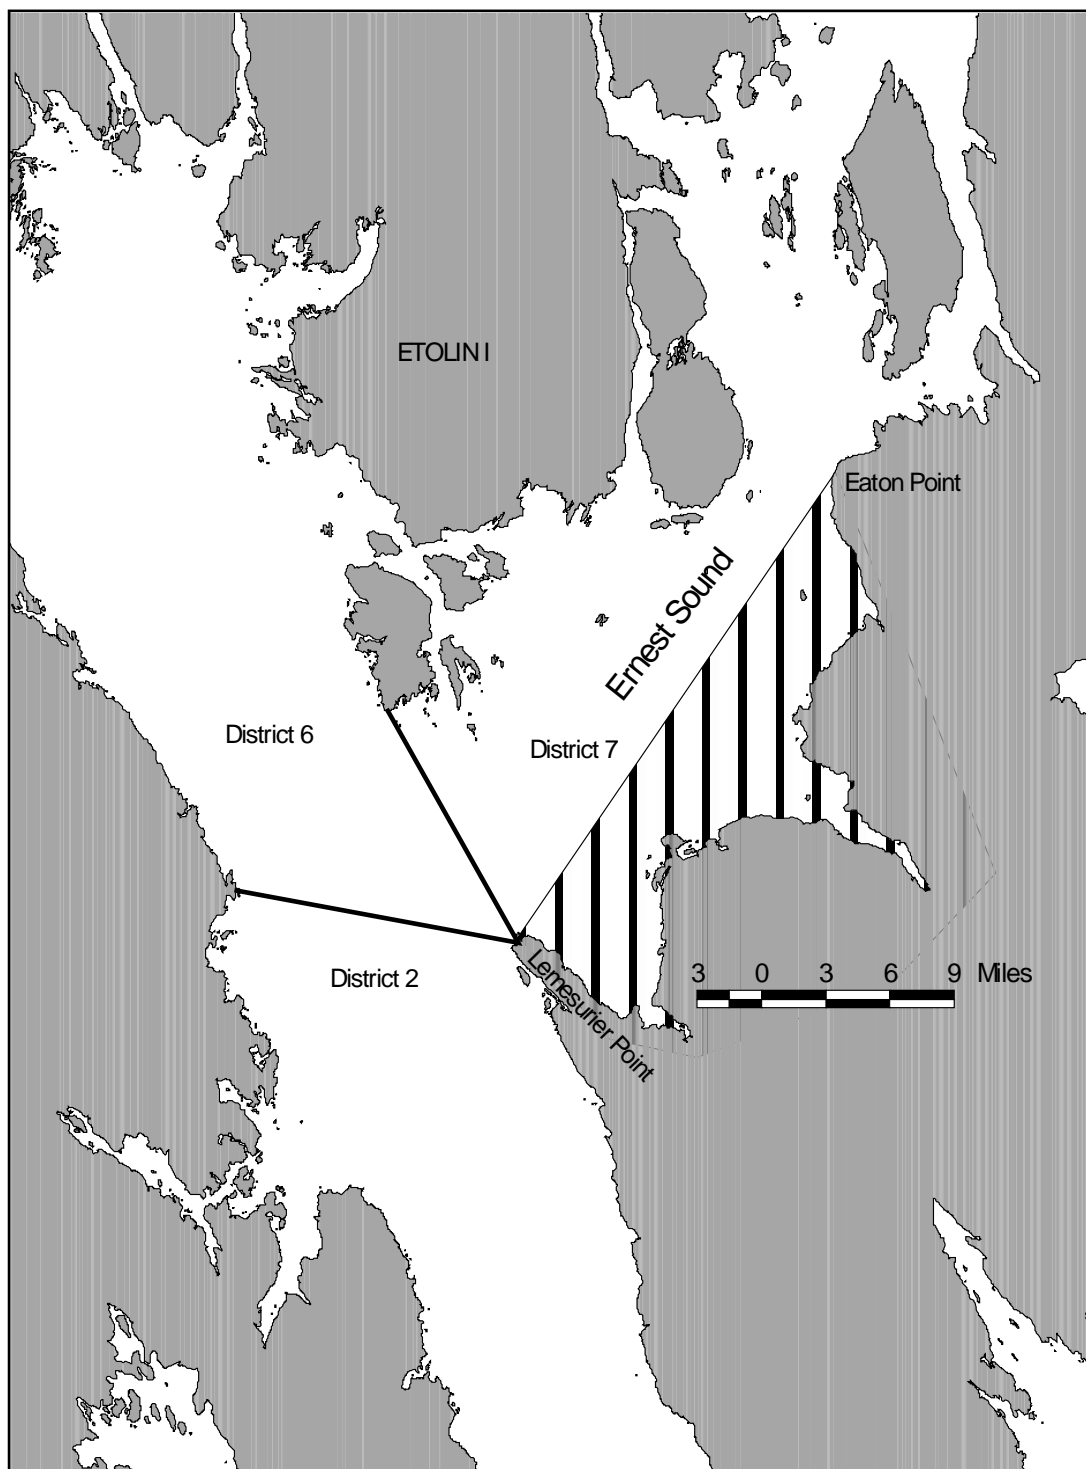 ETOLIN I
Eaton Point
Ernest Sound
District 6
District 7
District 2
Lemesurier Point
3 0 3 6 9 Miles